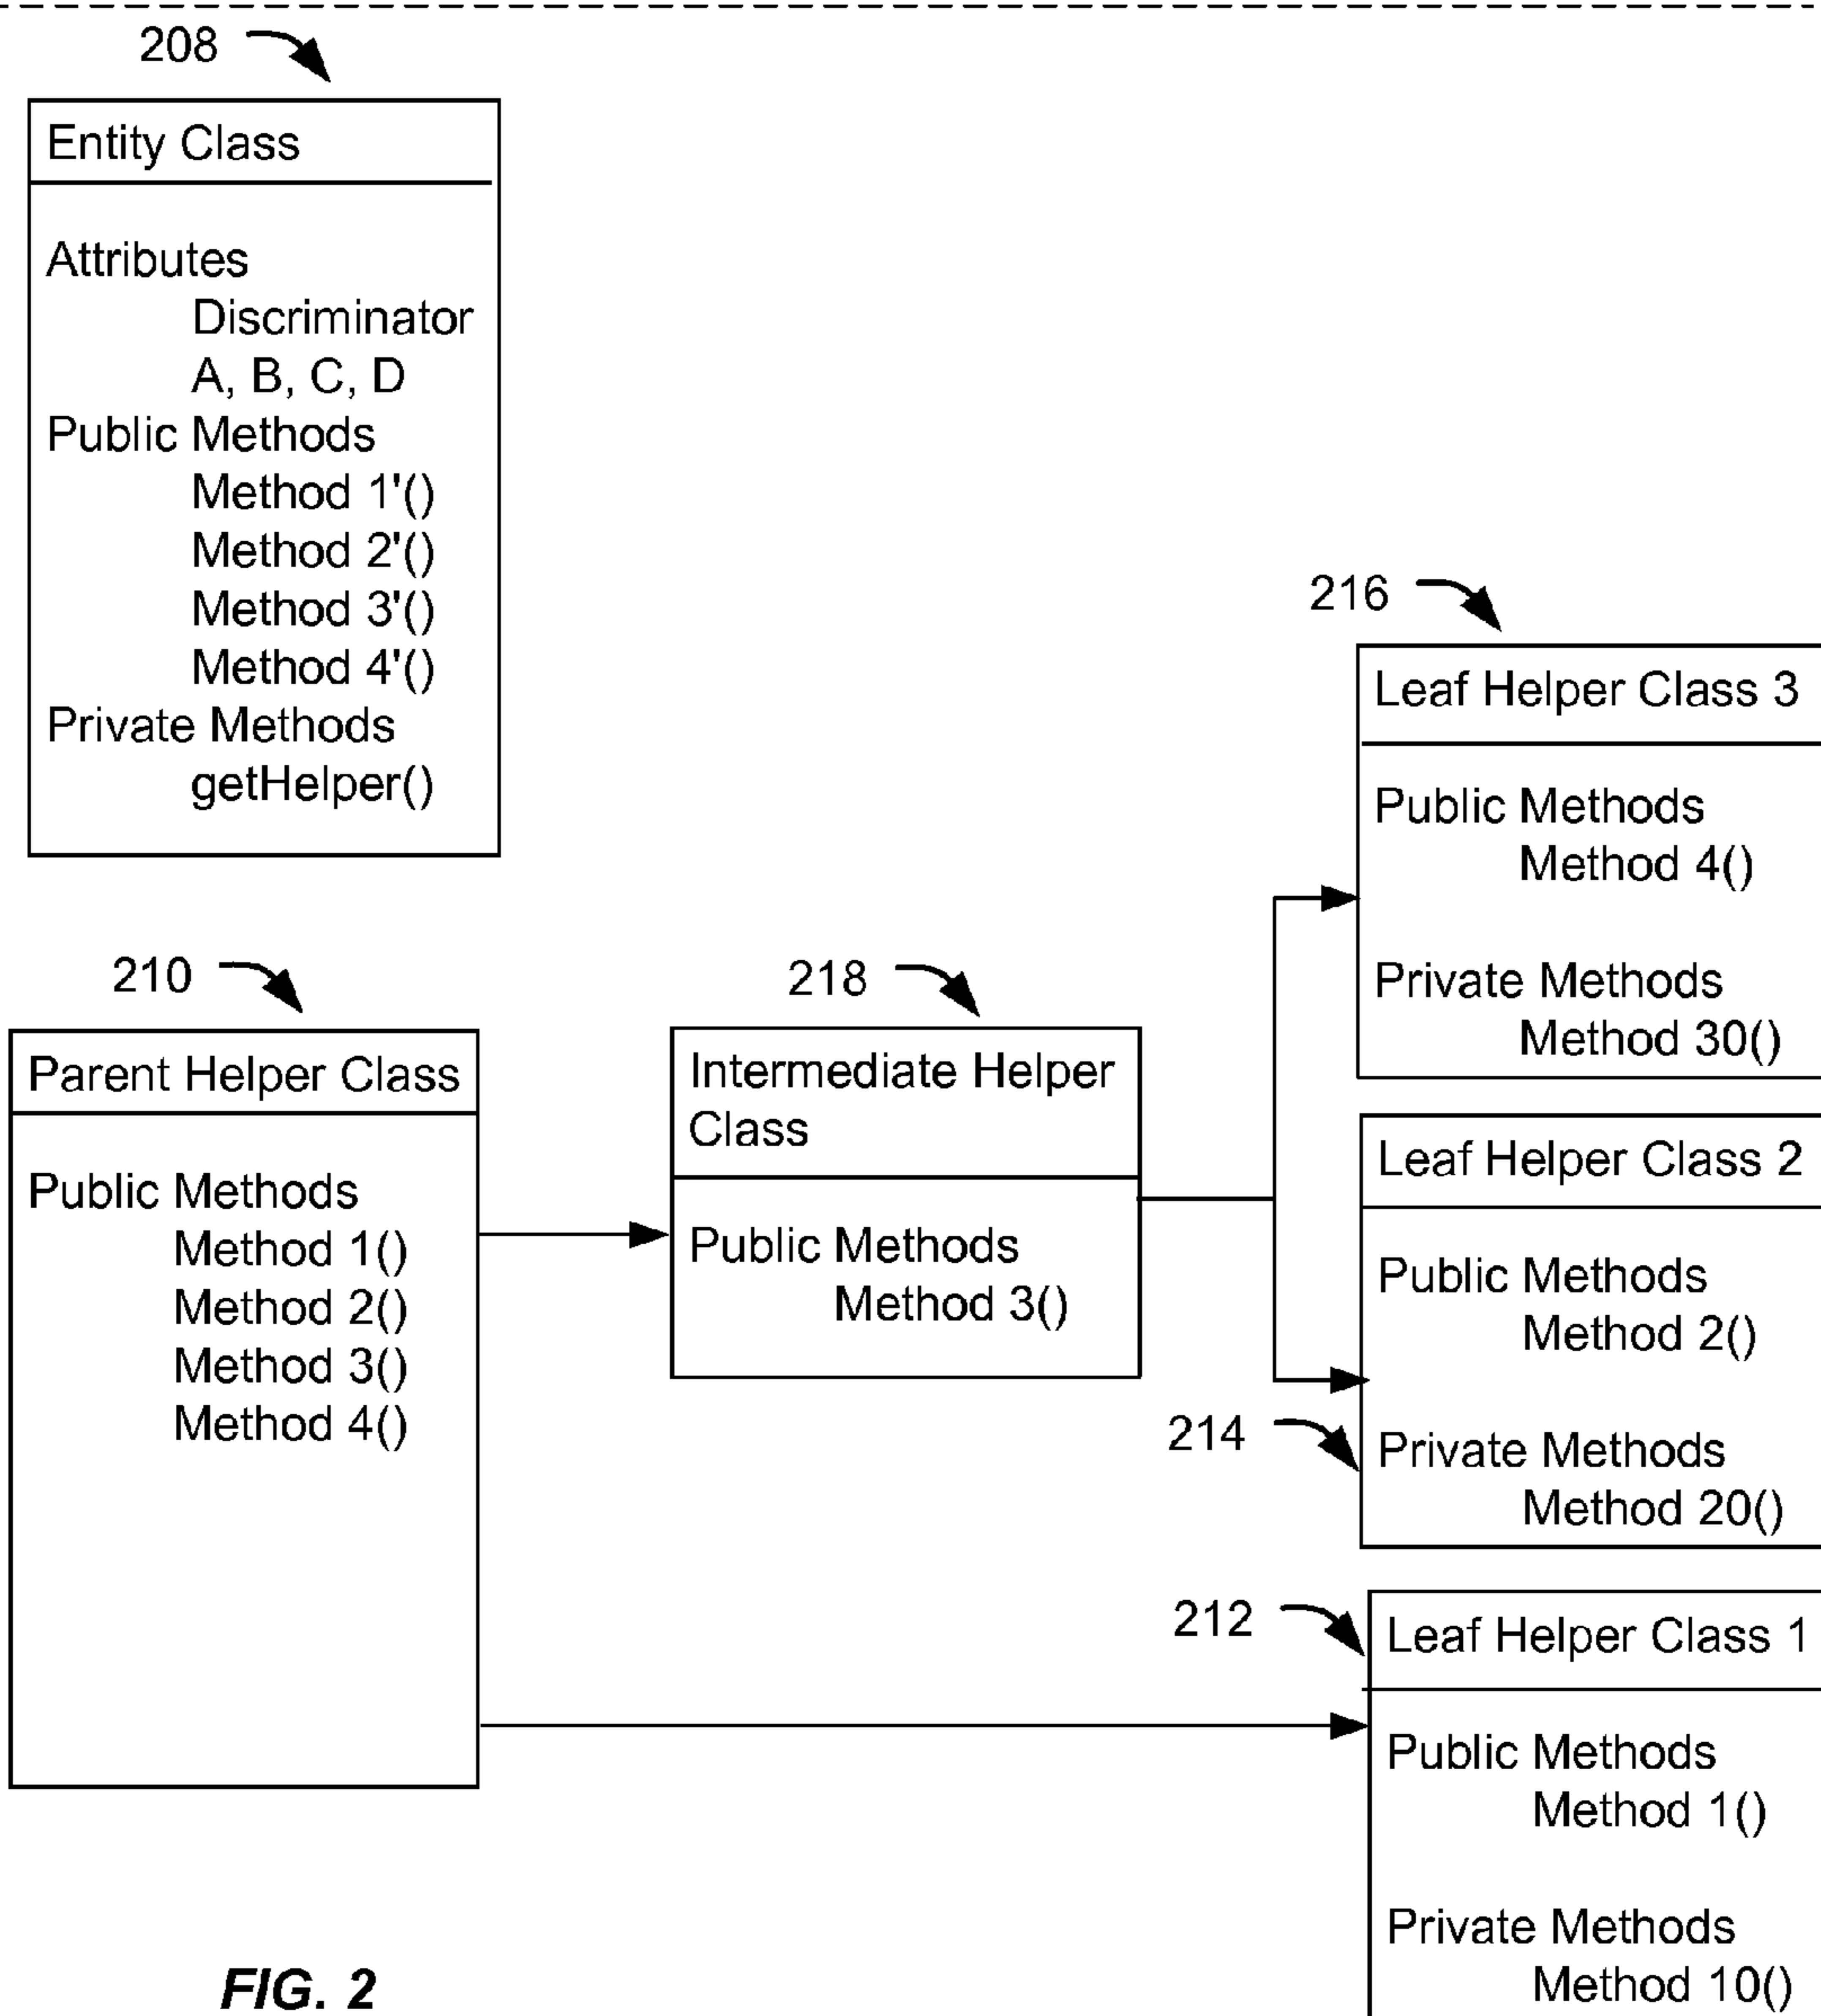 208
Entity Class
Attributes
Discriminator
A, B, C, D
Public Methods
Method 1'()
Method 2'()
Method 3'()
Method 4'()
Private Methods
getHelper()
216
Leaf Helper Class 3
Public Methods
Method 4()
Private Methods
Method 30()
210
Parent Helper Class
Public Methods
Method 1()
Method 2()
Method 3()
Method 4()
218
Intermediate Helper
Class
Public Methods
Method 3()
Leaf Helper Class 2
Public Methods
Method 2()
214
Private Methods
Method 20()
212
Leaf Helper Class 1
Public Methods
Method 1()
Private Methods
Method 10()
FIG. 2